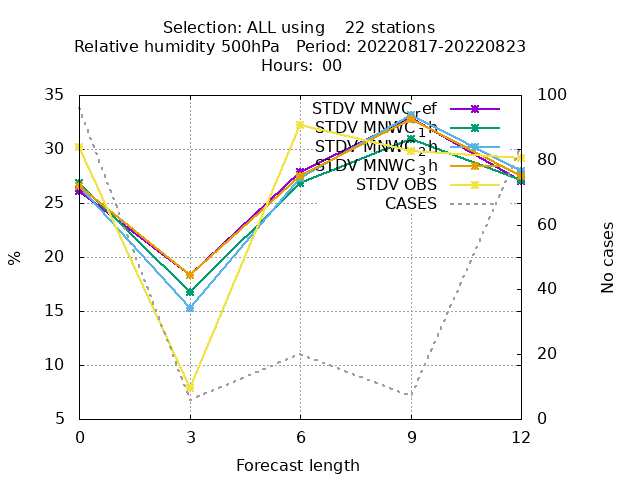 Selection: ALL using 22 stations
Relative humidity 500hPa Period: 20220817-20220823
Hours: 00
35
30
25
20
15
10
5
100
80
60
40
20
0
%
No cases
STDV MNWC_ref
STDV MNWC_1h
STDV MNWC_2h
STDV MNWC_3h
STDV OBS
CASES
0 3 6 9 12
Forecast length